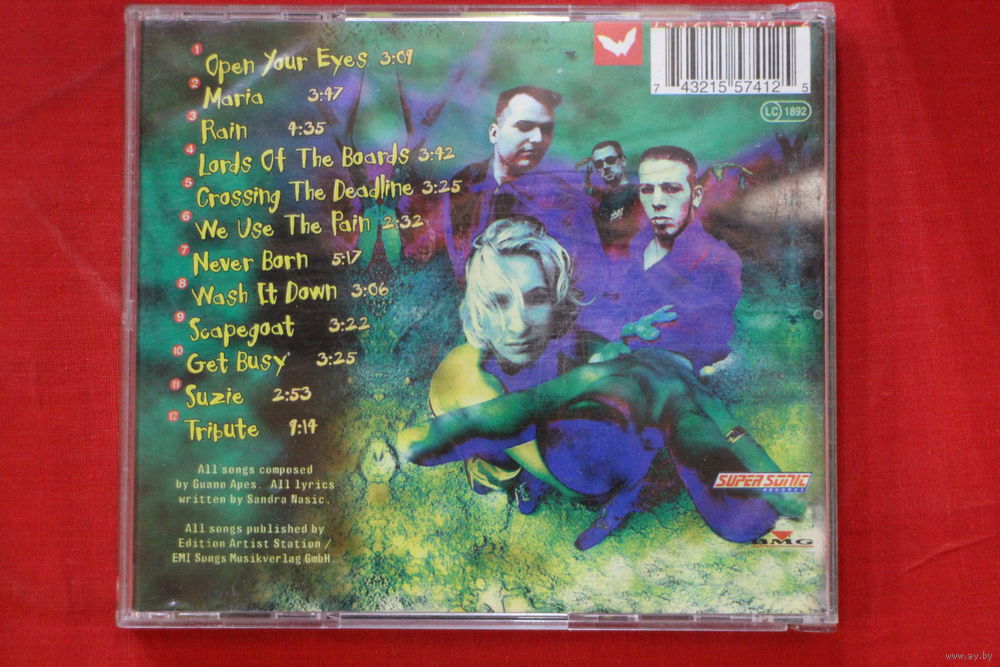 1 Open Your Eyes 3:09
2 Maria 3:47
3 Rain 4:35
4 Lords Of The Boards 3:42
5 Crossing The Deadline 3:25
6 We Use The Pain 2:32
7 Never Born 5:17
8 Wash It Down 3:06
9 Scapegoat 3:22
10 Get Busy 3:25
11 Suzie 2:53
12 Tribute 9:14
All songs composed
by Guano Apes. All lyrics
written by Sandra Nasic.
All songs published by
Edition Artist Station /
EMI Songs Musikverlag GmbH.
7 43215 57412 5
LC 1892
SUPER SONIC
RECORDS
BMG
www.ay.by